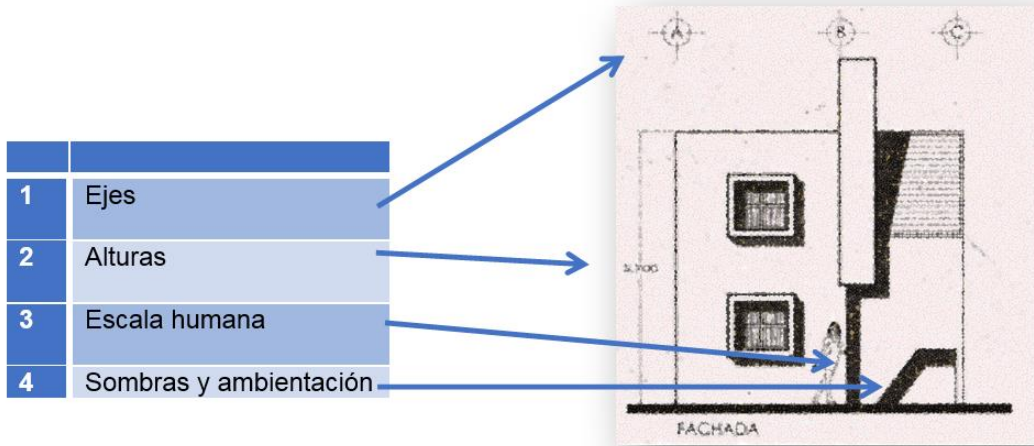 A B C
1 Ejes
2 Alturas
3 Escala humana
4 Sombras y ambientación
FACHADA